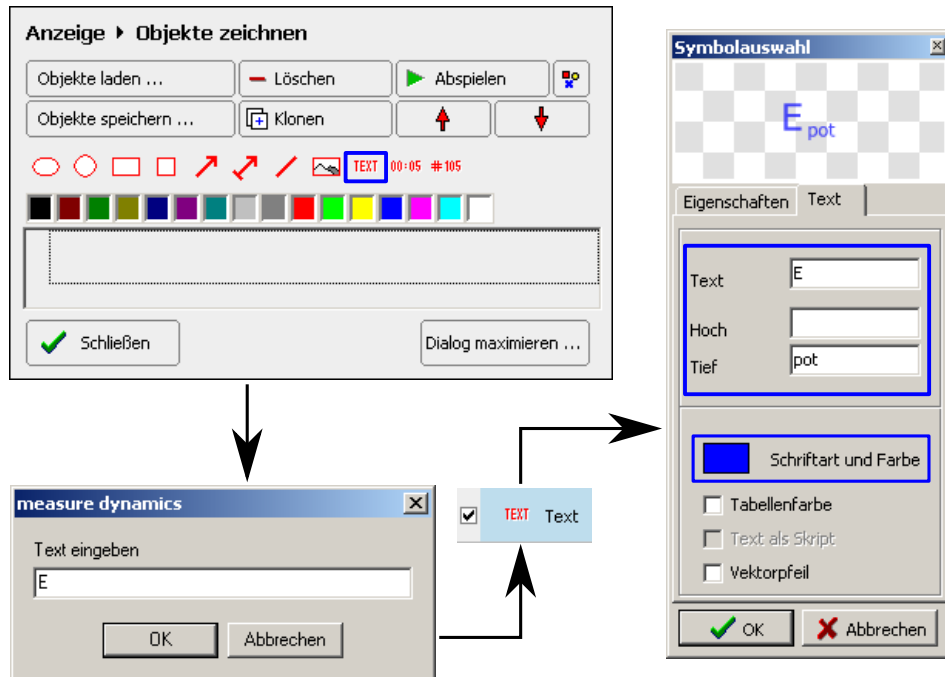 Anzeige ▸ Objekte zeichnen
Objekte laden ...
Löschen
Abspielen
Objekte speichern ...
Klonen
TEXT
00:05
#105
Schließen
Dialog maximieren ...
measure dynamics
Text eingeben
E
OK
Abbrechen
TEXT Text
Symbolauswahl
E pot
Eigenschaften
Text
Text
E
Hoch
Tief
pot
Schriftart und Farbe
Tabellenfarbe
Text als Skript
Vektorpfeil
OK
Abbrechen